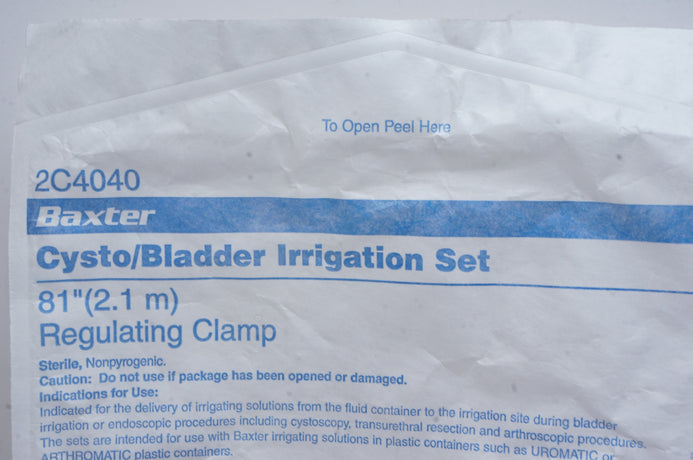 To Open Peel Here
2C4040
Baxter
Cysto/Bladder Irrigation Set
81"(2.1 m)
Regulating Clamp
Sterile, Nonpyrogenic.
Caution: Do not use if package has been opened or damaged.
Indications for Use:
Indicated for the delivery of irrigating solutions from the fluid container to the irrigation site during bladder
irrigation or endoscopic procedures including cystoscopy, transurethral resection and arthroscopic procedures.
The sets are intended for use with Baxter irrigating solutions in plastic containers such as UROMATIC or
ARTHROMATIC plastic containers.